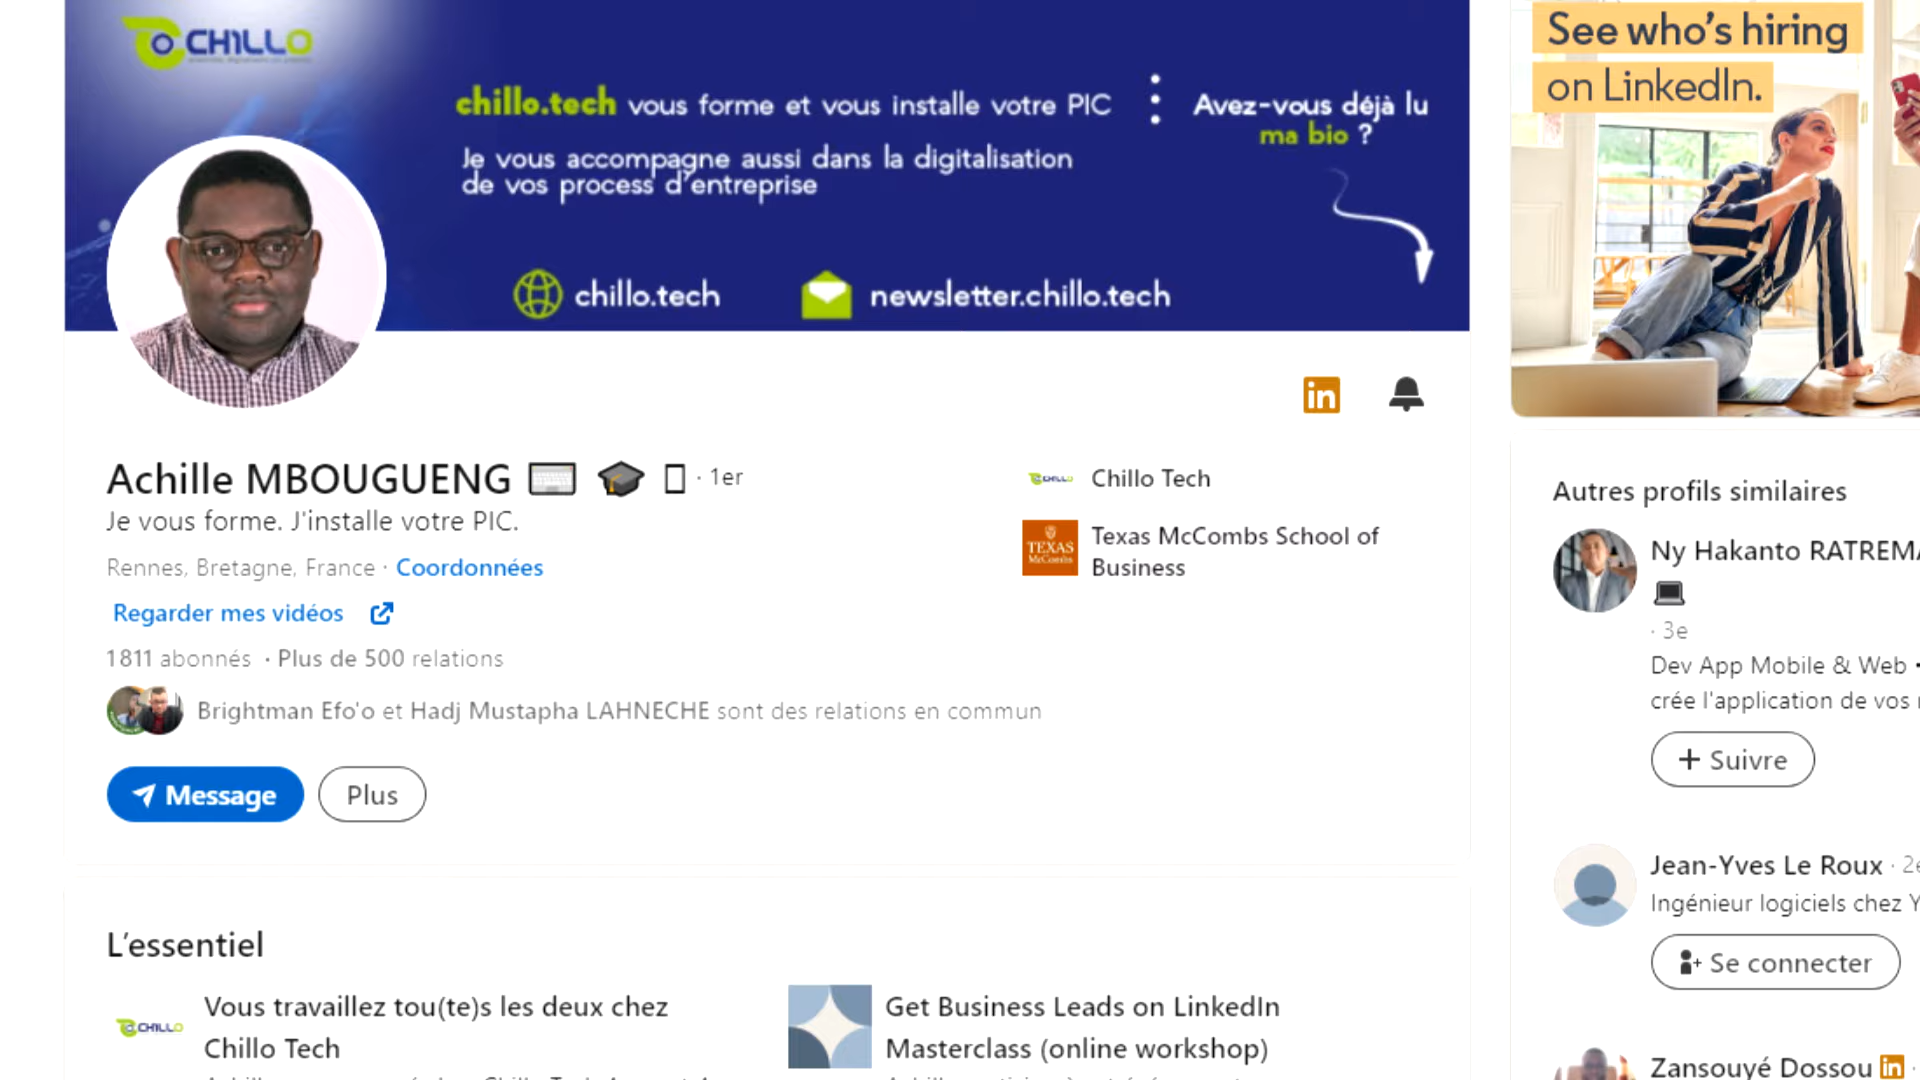 CHILLO
chillo.tech vous forme et vous installe votre PIC
Je vous accompagne aussi dans la digitalisation
de vos process d'entreprise
Avez-vous déjà lu
ma bio ?
chillo.tech
newsletter.chillo.tech
See who's hiring
on LinkedIn.
in
Achille MBOUGUENG · 1er
Je vous forme. J'installe votre PIC.
Rennes, Bretagne, France · Coordonnées
Regarder mes vidéos
1811 abonnés · Plus de 500 relations
Brightman Efo'o et Hadj Mustapha LAHNECHE sont des relations en commun
Message
Plus
CHILLO
Chillo Tech
TEXAS
McCombs
Texas McCombs School of
Business
L'essentiel
CHILLO
Vous travaillez tou(te)s les deux chez
Chillo Tech
Get Business Leads on LinkedIn
Masterclass (online workshop)
Autres profils similaires
Ny Hakanto
· 3e
Dev App Mobile & Web •
crée l'application de vos
+ Suivre
Jean-Yves Le Roux ·
Ingénieur logiciels chez
Se connecter
Zansouyé Dossou in ·